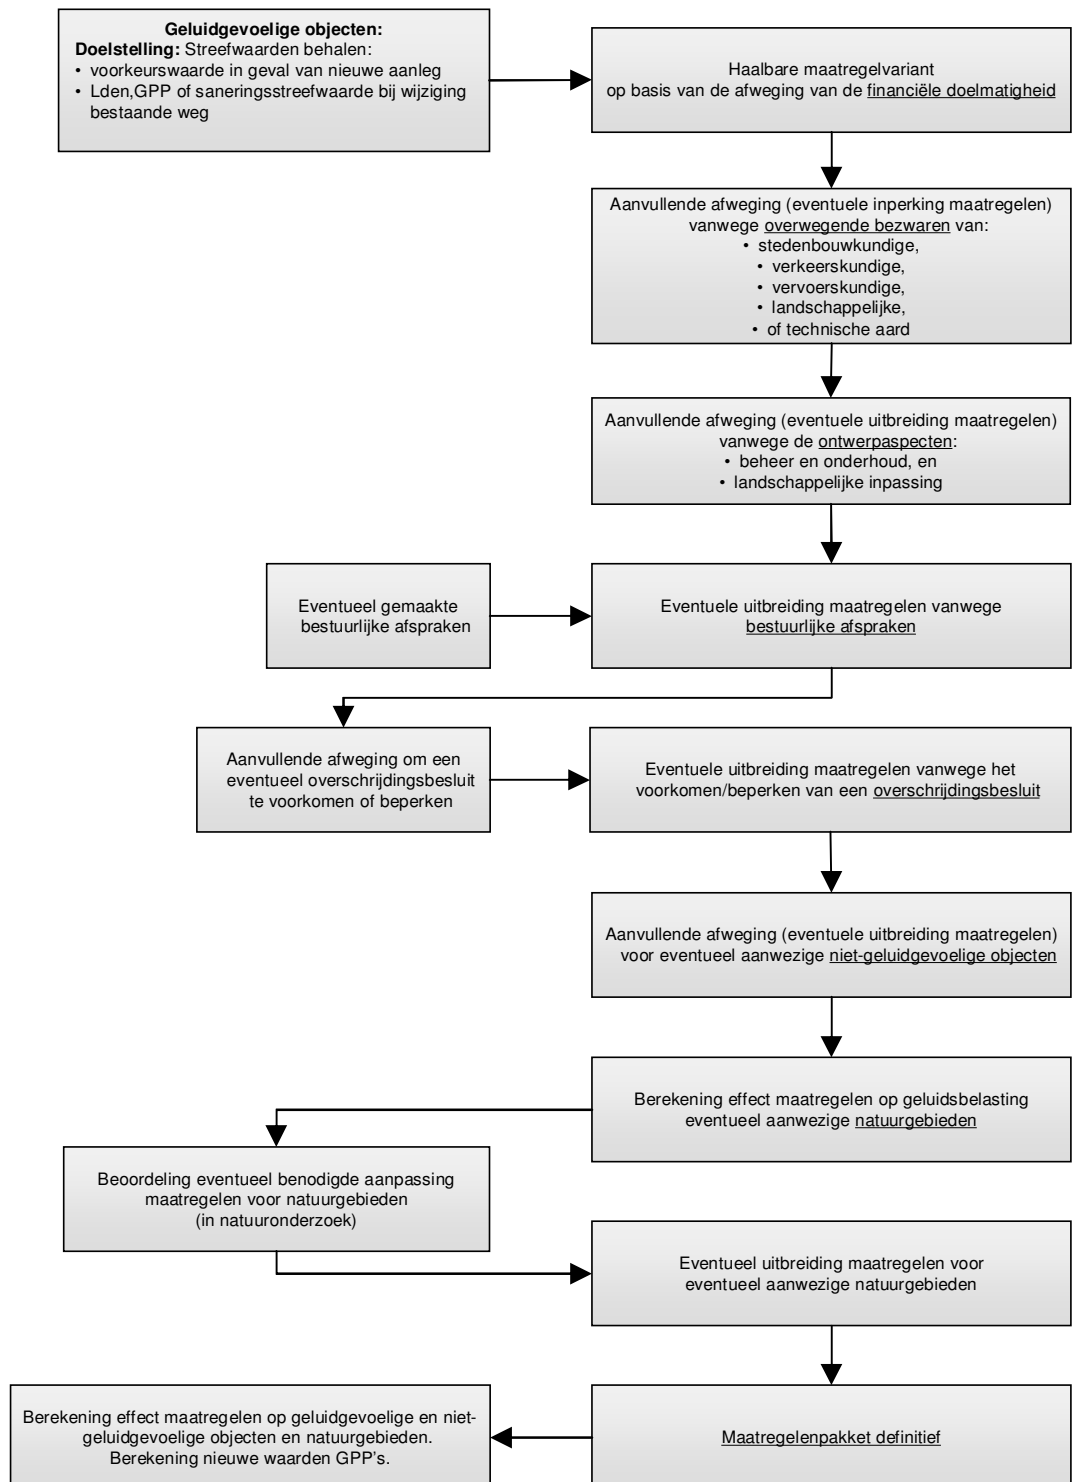 Geluidgevoelige objecten:
Doelstelling: Streefwaarden behalen:
• voorkeurswaarde in geval van nieuwe aanleg
• Lden,GPP of saneringsstreefwaarde bij wijziging
bestaande weg
Haalbare maatregelvariant
op basis van de afweging van de financiële doelmatigheid
Aanvullende afweging (eventuele inperking maatregelen)
vanwege overwegende bezwaren van:
• stedenbouwkundige,
• verkeerskundige,
• vervoerskundige,
• landschappelijke,
• of technische aard
Aanvullende afweging (eventuele uitbreiding maatregelen)
vanwege de ontwerpaspecten:
• beheer en onderhoud, en
• landschappelijke inpassing
Eventueel gemaakte
bestuurlijke afspraken
Eventuele uitbreiding maatregelen vanwege
bestuurlijke afspraken
Aanvullende afweging om een
eventueel overschrijdingsbesluit
te voorkomen of beperken
Eventuele uitbreiding maatregelen vanwege het
voorkomen/beperken van een overschrijdingsbesluit
Aanvullende afweging (eventuele uitbreiding maatregelen)
voor eventueel aanwezige niet-geluidgevoelige objecten
Berekening effect maatregelen op geluidsbelasting
eventueel aanwezige natuurgebieden
Beoordeling eventueel benodigde aanpassing
maatregelen voor natuurgebieden
(in natuuronderzoek)
Eventueel uitbreiding maatregelen voor
eventueel aanwezige natuurgebieden
Maatregelenpakket definitief
Berekening effect maatregelen op geluidgevoelige en niet-
geluidgevoelige objecten en natuurgebieden.
Berekening nieuwe waarden GPP's.